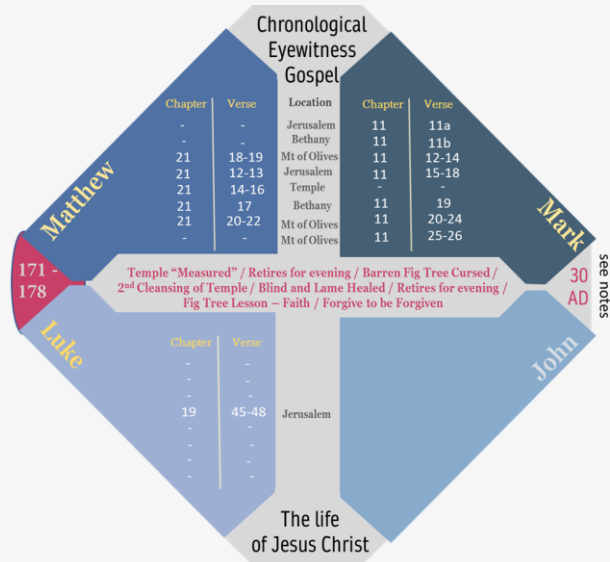 Chronological
Eyewitness
Gospel
Chapter Verse Location Chapter Verse
- - Jerusalem 11 11a
- - Bethany 11 11b
21 18-19 Mt of Olives 11 12-14
21 12-13 Jerusalem 11 15-18
21 14-16 Temple - -
21 17 Bethany 11 19
21 20-22 Mt of Olives 11 20-24
- - Mt of Olives 11 25-26
Matthew
Mark
171 -
178
Temple “Measured” / Retires for evening / Barren Fig Tree Cursed /
2nd Cleansing of Temple / Blind and Lame Healed / Retires for evening /
Fig Tree Lesson – Faith / Forgive to be Forgiven
30
AD
see notes
Luke
John
Chapter Verse
- -
- -
- -
19 45-48 Jerusalem
- -
- -
- -
- -
The life
of Jesus Christ